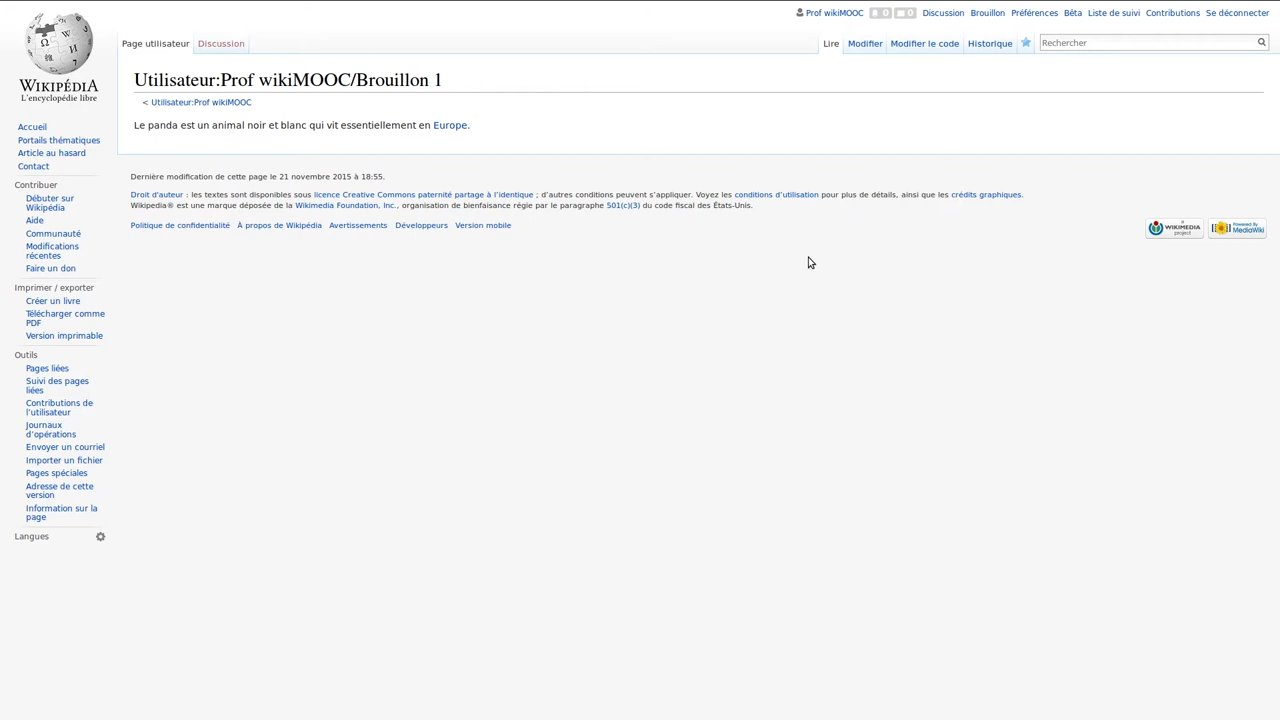 Prof wikiMOOC 0 0 Discussion Brouillon Préférences Bêta Liste de suivi Contributions Se déconnecter
Page utilisateur Discussion Lire Modifier Modifier le code Historique Rechercher
WIKIPÉDIA
L'encyclopédie libre
Utilisateur:Prof wikiMOOC/Brouillon 1
< Utilisateur:Prof wikiMOOC
Le panda est un animal noir et blanc qui vit essentiellement en Europe.
Accueil
Portails thématiques
Article au hasard
Contact
Contribuer
Débuter sur
Wikipédia
Aide
Communauté
Modifications
récentes
Faire un don
Imprimer / exporter
Créer un livre
Télécharger comme
PDF
Version imprimable
Outils
Pages liées
Suivi des pages
liées
Contributions de
l'utilisateur
Journaux
d'opérations
Envoyer un courriel
Importer un fichier
Pages spéciales
Adresse de cette
version
Information sur la
page
Langues
Dernière modification de cette page le 21 novembre 2015 à 18:55.
Droit d'auteur : les textes sont disponibles sous licence Creative Commons paternité partage à l'identique ; d'autres conditions peuvent s'appliquer. Voyez les conditions d'utilisation pour plus de détails, ainsi que les crédits graphiques.
Wikipedia® est une marque déposée de la Wikimedia Foundation, Inc., organisation de bienfaisance régie par le paragraphe 501(c)(3) du code fiscal des États-Unis.
Politique de confidentialité À propos de Wikipédia Avertissements Développeurs Version mobile
A
WIKIMEDIA
project
Powered By
MediaWiki